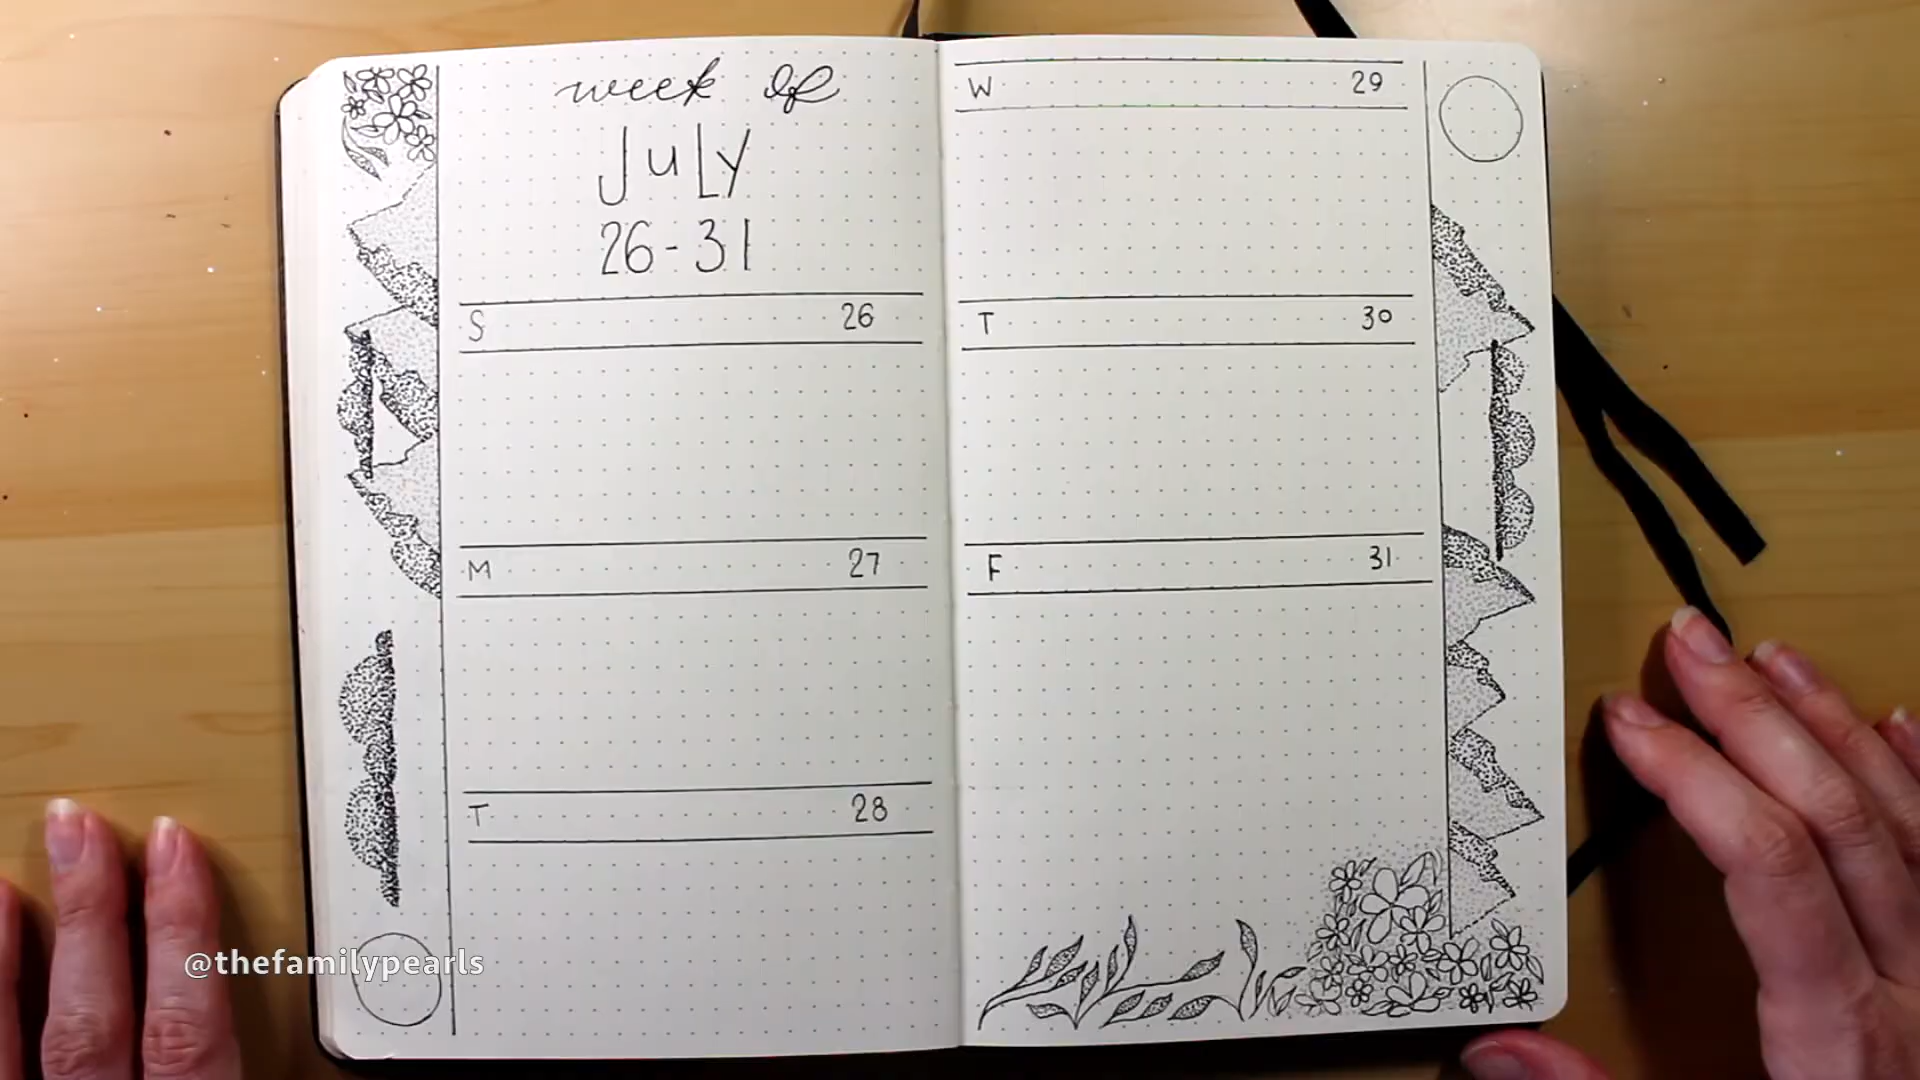 week of
JuLy
26-31
S 26
M 27
T 28
W 29
T 30
F 31
@thefamilypearls